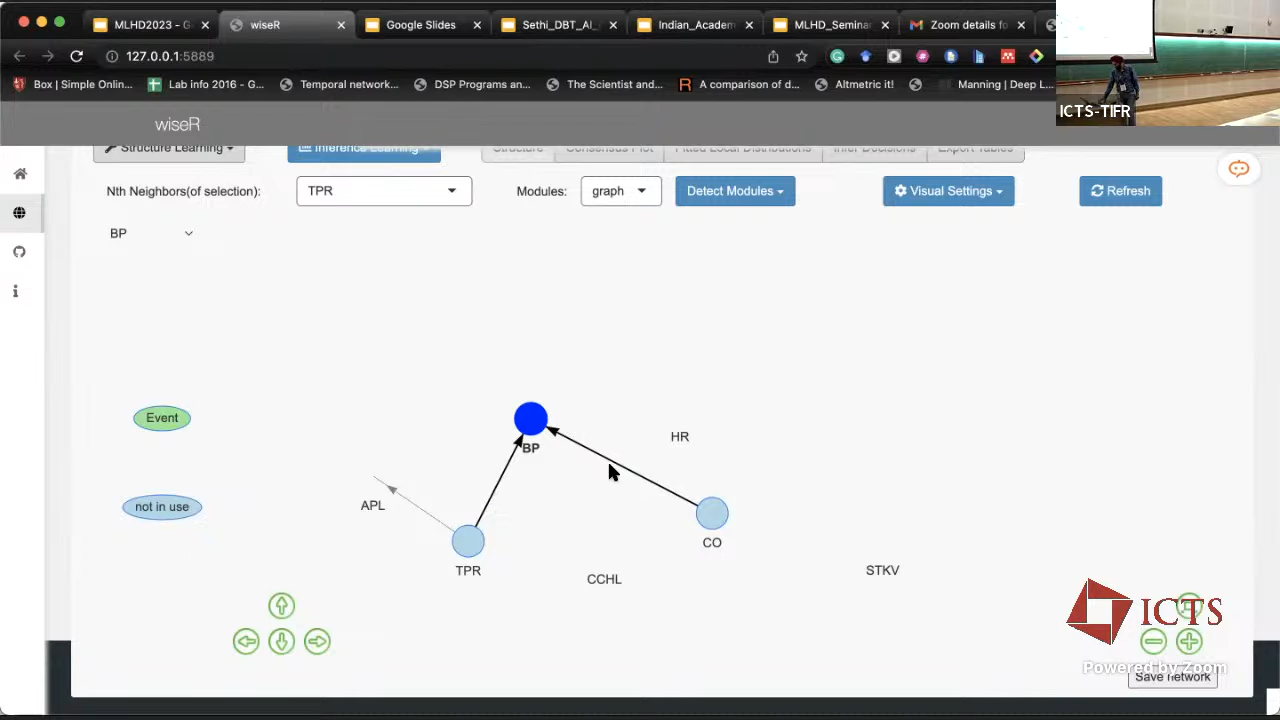 MLHD2023 - G
wiseR
Google Slides
Sethi_DBT_AI_
Indian_Academ
MLHD_Semina
Zoom details fo
127.0.0.1:5889
Box | Simple Onlin...
Lab info 2016 - G...
Temporal network...
DSP Programs an...
The Scientist and...
A comparison of d...
Altmetric it!
Manning | Deep L...
ICTS-TIFR
wiseR
Structure Learning
Inference Learning
Structure
Consensus Plot
Fitted Local Distributions
Infer Decisions
Export Tables
Nth Neighbors(of selection):
TPR
Modules:
graph
Detect Modules
Visual Settings
Refresh
BP
Event
BP
HR
not in use
APL
CO
TPR
CCHL
STKV
ICTS
Powered by Zoom
Save network